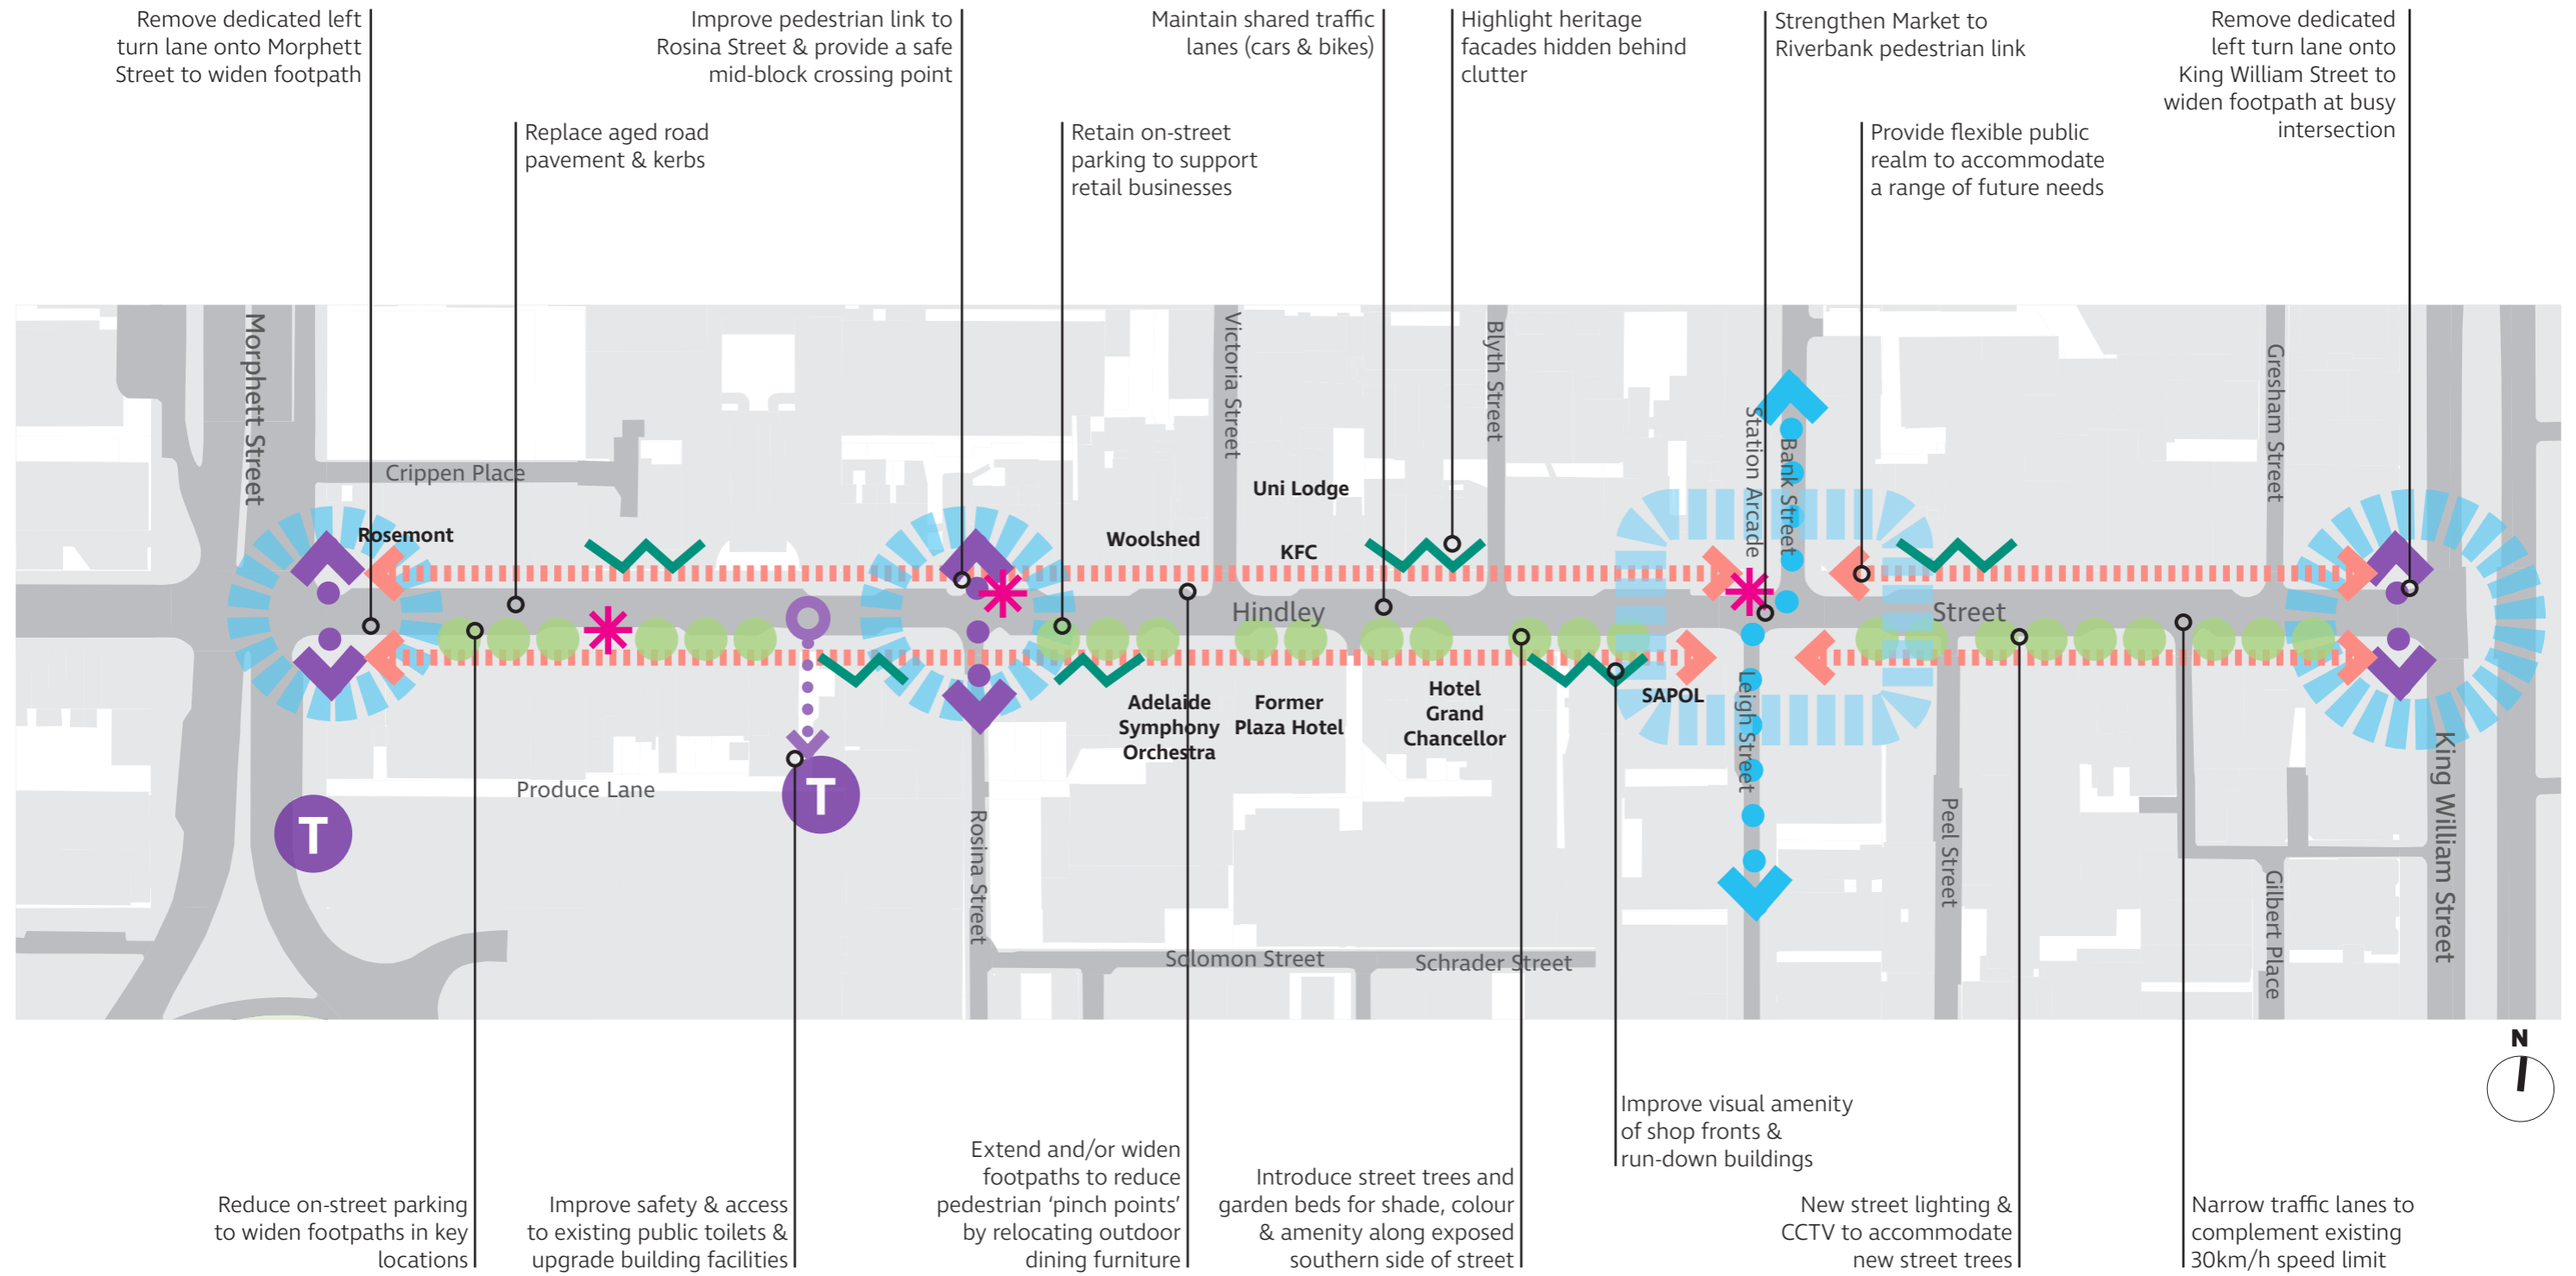 Remove dedicated left
turn lane onto Morphett
Street to widen footpath
Improve pedestrian link to
Rosina Street & provide a safe
mid-block crossing point
Maintain shared traffic
lanes (cars & bikes)
Highlight heritage
facades hidden behind
clutter
Strengthen Market to
Riverbank pedestrian link
Remove dedicated
left turn lane onto
King William Street to
widen footpath at busy
intersection
Replace aged road
pavement & kerbs
Retain on-street
parking to support
retail businesses
Provide flexible public
realm to accommodate
a range of future needs
Morphett Street
Victoria Street
Blyth Street
Station Arcade
Bank Street
Gresham Street
Crippen Place
Uni Lodge
Rosemont
Woolshed
KFC
Hindley
Street
SAPOL
Adelaide
Symphony
Orchestra
Former
Plaza Hotel
Hotel
Grand
Chancellor
Leigh Street
King William Street
Produce Lane
T
T
Rosina Street
Peel Street
Gilbert Place
Solomon Street
Schrader Street
N
Improve visual amenity
of shop fronts &
run-down buildings
Reduce on-street parking
to widen footpaths in key
locations
Improve safety & access
to existing public toilets &
upgrade building facilities
Extend and/or widen
footpaths to reduce
pedestrian ‘pinch points’
by relocating outdoor
dining furniture
Introduce street trees and
garden beds for shade, colour
& amenity along exposed
southern side of street
New street lighting &
CCTV to accommodate
new street trees
Narrow traffic lanes to
complement existing
30km/h speed limit